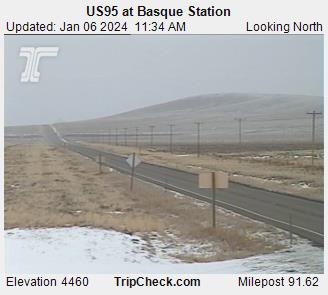 US95 at Basque Station
Updated: Jan 06 2024 11:34 AM Looking North
Elevation 4460 TripCheck.com Milepost 91.62